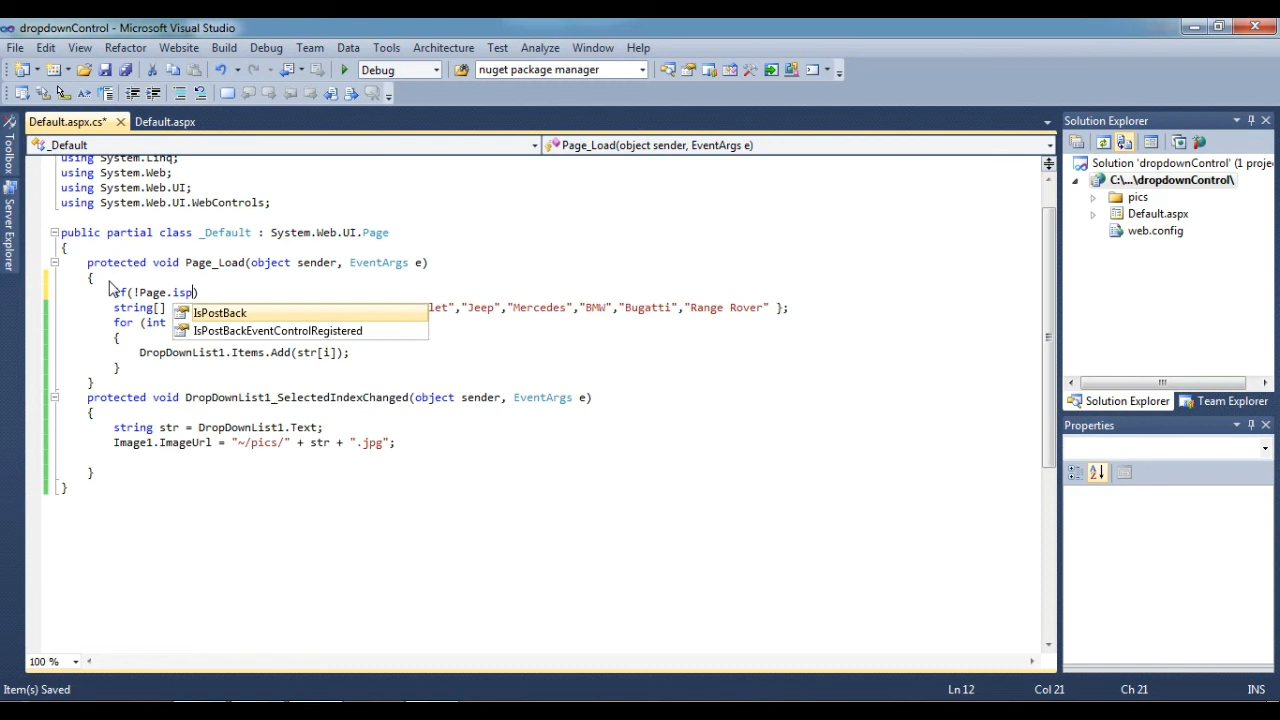 dropdownControl - Microsoft Visual Studio
File Edit View Refactor Website Build Debug Team Data Tools Architecture Test Analyze Window Help
Debug nuget package manager
Default.aspx.cs* Default.aspx
_Default Page_Load(object sender, EventArgs e)
Toolbox
Server Explorer
using System.Linq;
using System.Web;
using System.Web.UI;
using System.Web.UI.WebControls;
public partial class _Default : System.Web.UI.Page
{
protected void Page_Load(object sender, EventArgs e)
{
if(!Page.isp)
string[] let","Jeep","Mercedes","BMW","Bugatti","Range Rover" };
IsPostBack
for (int
IsPostBackEventControlRegistered
{
DropDownList1.Items.Add(str[i]);
}
}
protected void DropDownList1_SelectedIndexChanged(object sender, EventArgs e)
{
string str = DropDownList1.Text;
Image1.ImageUrl = "~/pics/" + str + ".jpg";
}
}
100 %
Solution Explorer
Solution 'dropdownControl' (1 proje
C:\...\dropdownControl\
pics
Default.aspx
web.config
Solution Explorer Team Explorer
Properties
Item(s) Saved Ln 12 Col 21 Ch 21 INS